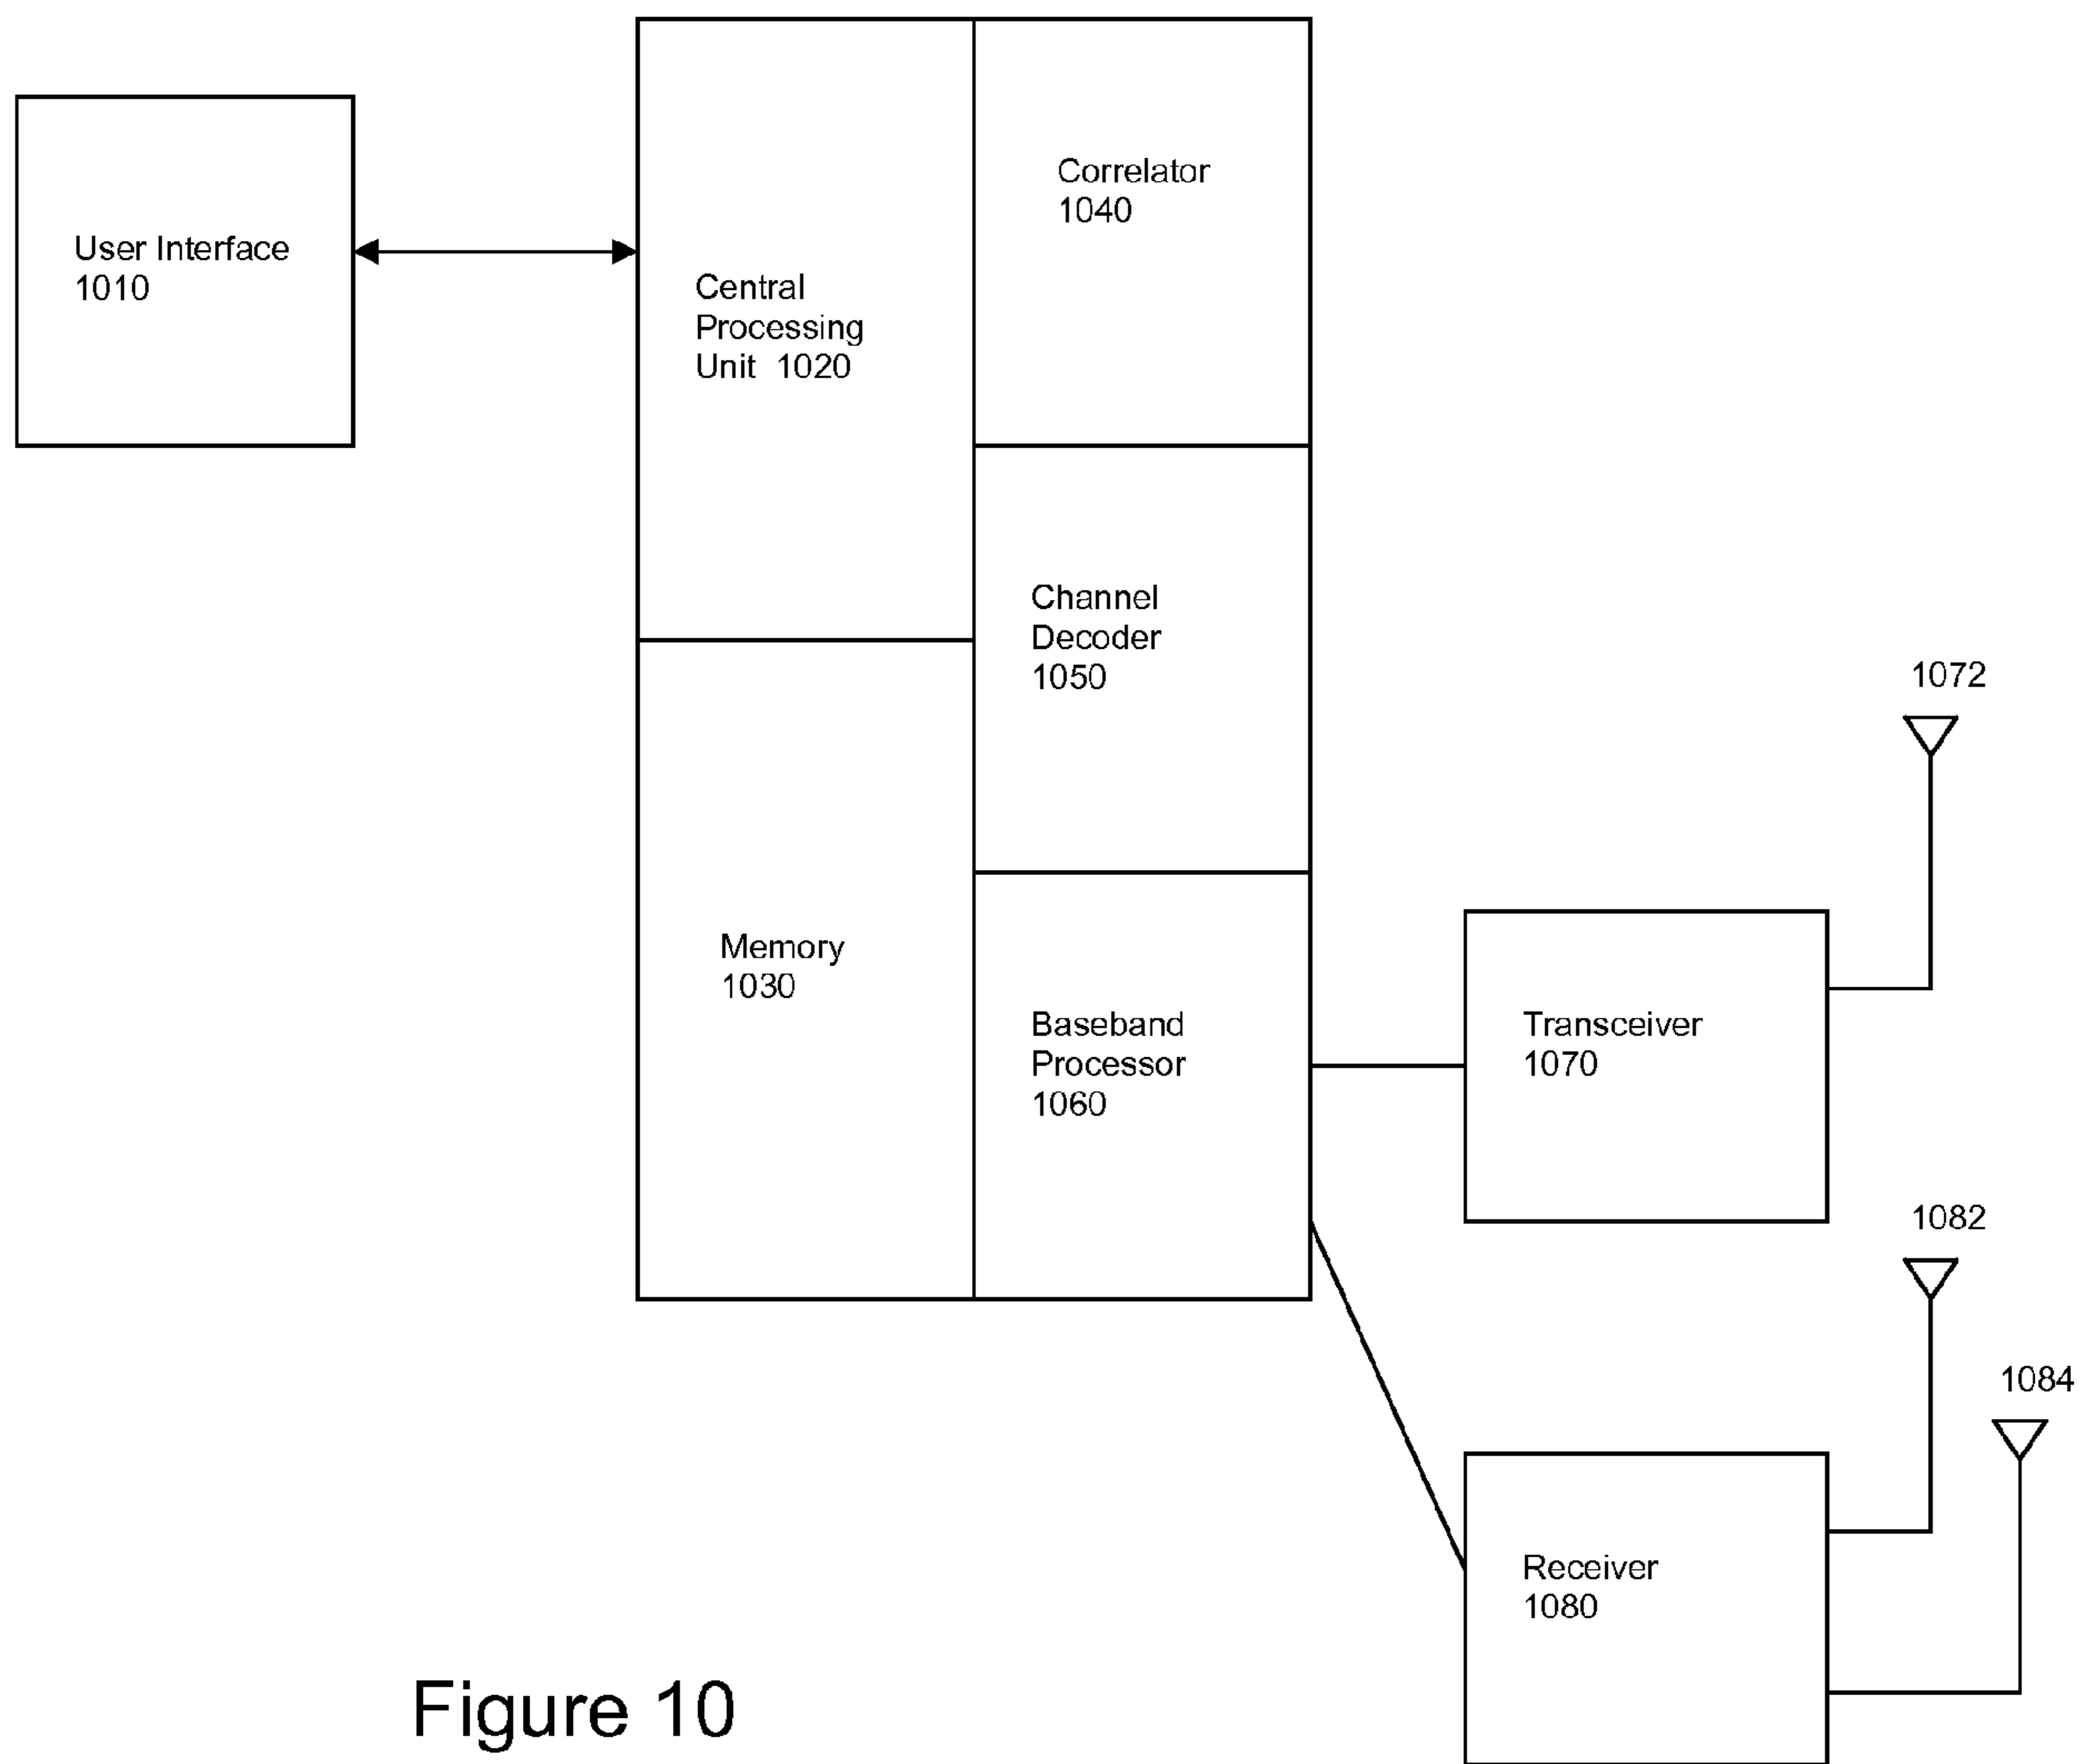 User Interface
1010
Central
Processing
Unit 1020
Correlator
1040
Channel
Decoder
1050
Memory
1030
Baseband
Processor
1060
1072
Transceiver
1070
1082
1084
Receiver
1080
Figure 10